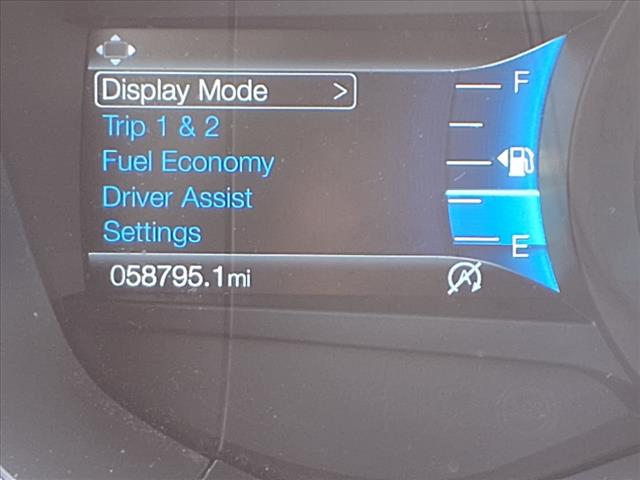 Display Mode >
Trip 1 & 2
Fuel Economy
Driver Assist
Settings
058795.1mi
F
E
A